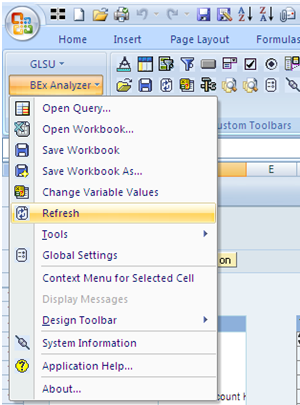 Home Insert Page Layout Formulas
GLSU
BEx Analyzer
Open Query...
ustom Toolbars
Open Workbook...
Save Workbook
Save Workbook As...
E
Change Variable Values
Refresh
Tools
Global Settings
on
Context Menu for Selected Cell
Display Messages
Design Toolbar
System Information
Application Help...
About...